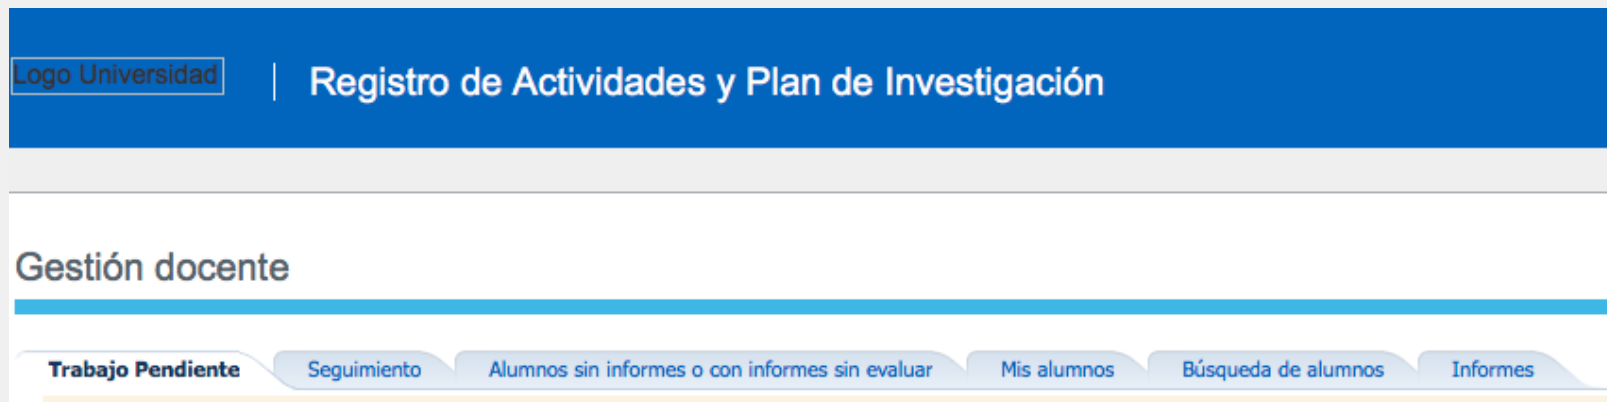 Logo Universidad
Registro de Actividades y Plan de Investigación
Gestión docente
Trabajo Pendiente
Seguimiento
Alumnos sin informes o con informes sin evaluar
Mis alumnos
Búsqueda de alumnos
Informes